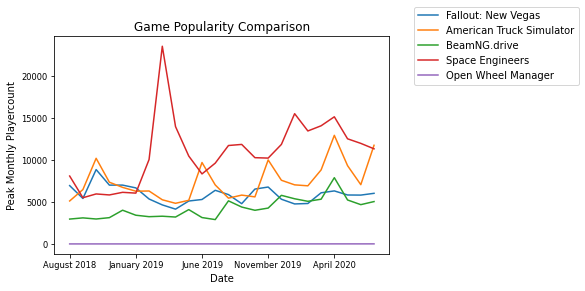 Game Popularity Comparison
Fallout: New Vegas
American Truck Simulator
BeamNG.drive
Space Engineers
Open Wheel Manager
Peak Monthly Playercount
20000
15000
10000
5000
0
August 2018 January 2019 June 2019 November 2019 April 2020
Date